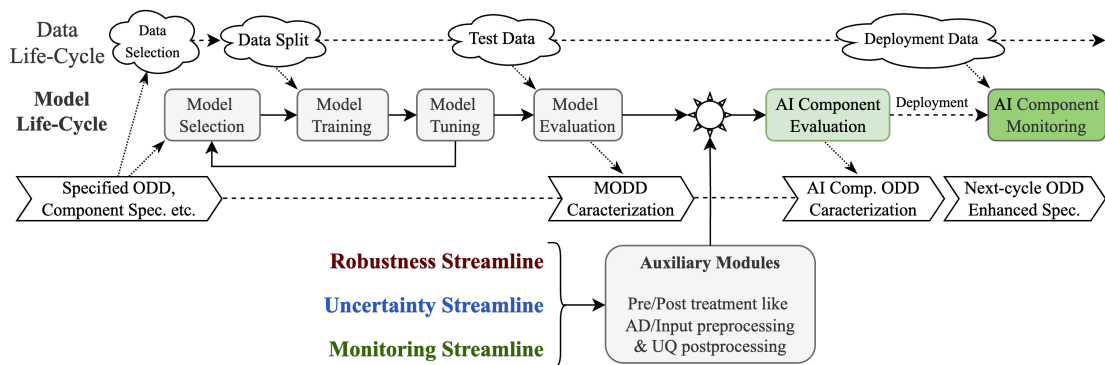 Data
Life-Cycle
Data
Selection
Data Split
Test Data
Deployment Data
Model
Life-Cycle
Model
Selection
Model
Training
Model
Tuning
Model
Evaluation
AI Component
Evaluation
Deployment
AI Component
Monitoring
Specified ODD,
Component Spec. etc.
MODD
Caracterization
AI Comp. ODD
Caracterization
Next-cycle ODD
Enhanced Spec.
Robustness Streamline
Uncertainty Streamline
Monitoring Streamline
Auxiliary Modules
Pre/Post treatment like
AD/Input preprocessing
& UQ postprocessing